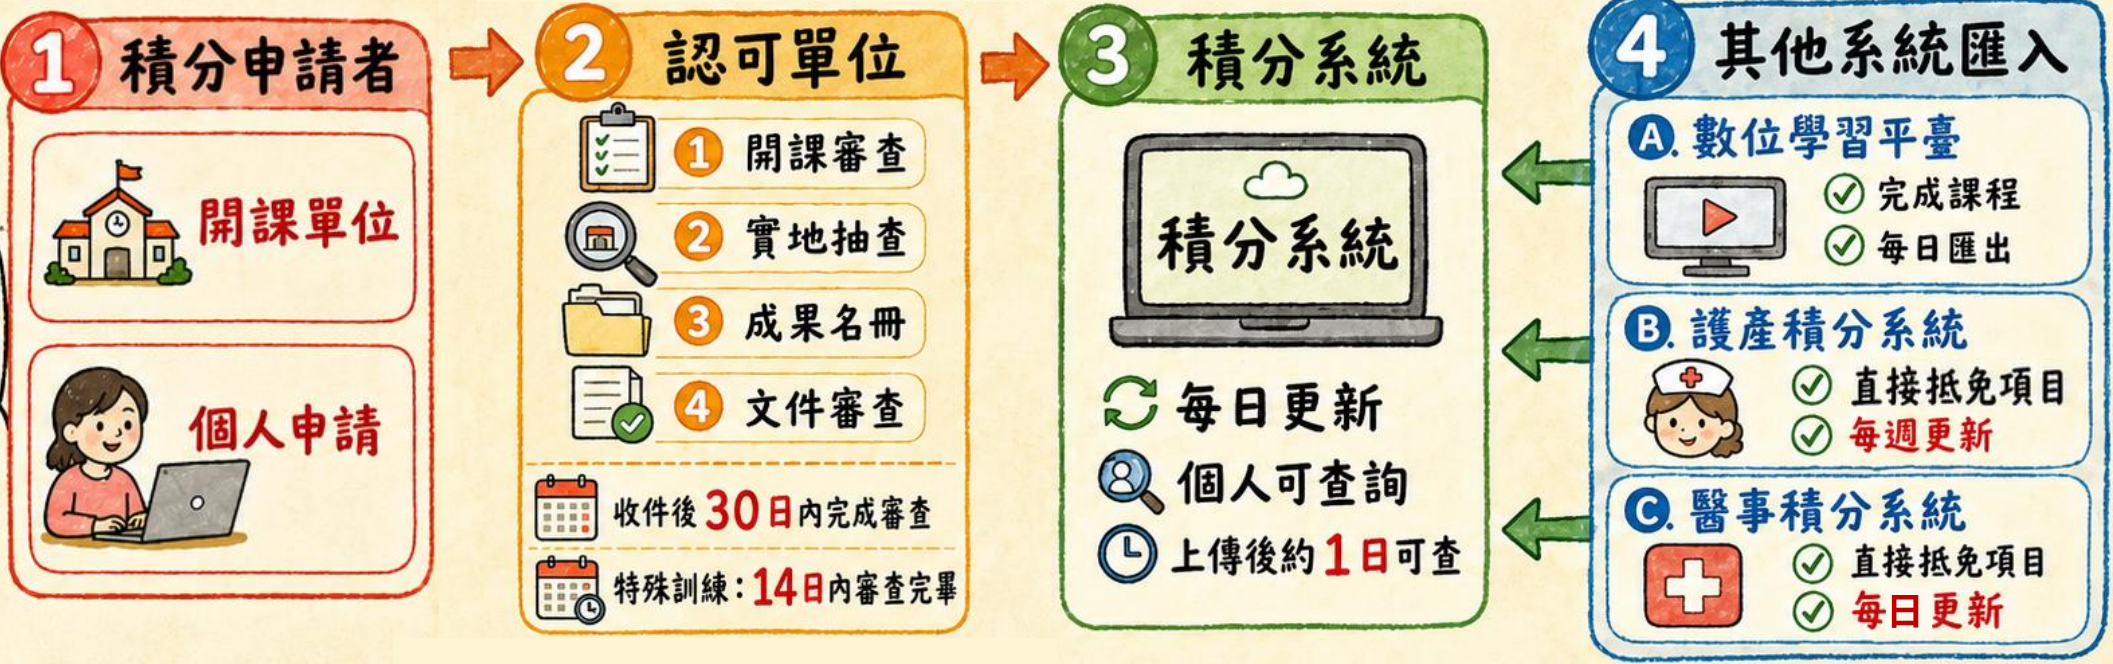 1 積分申請者
開課單位
個人申請
2 認可單位
1 開課審查
2 實地抽查
3 成果名冊
4 文件審查
收件後30日內完成審查
特殊訓練：14日內審查完畢
3 積分系統
積分系統
每日更新
個人可查詢
上傳後約1日可查
4 其他系統匯入
A. 數位學習平臺
完成課程
每日匯出
B. 護產積分系統
直接抵免項目
每週更新
C. 醫事積分系統
直接抵免項目
每日更新